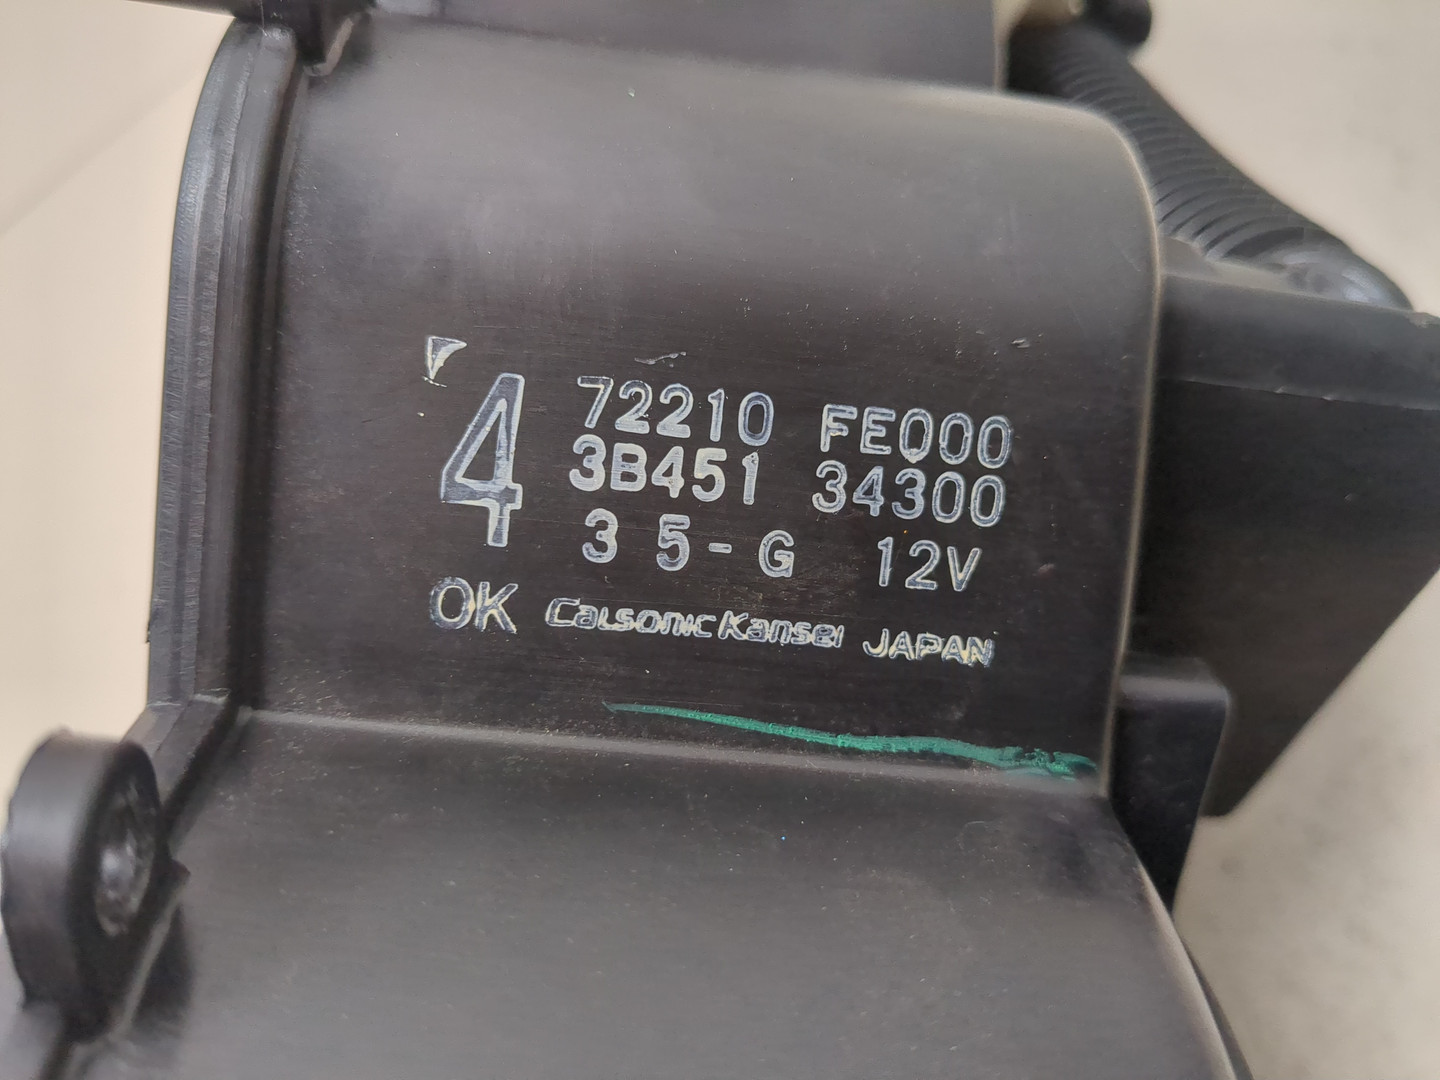 4
72210 FE000
3B451 34300
3 5-G 12V
OK CalsonicKansei JAPAN